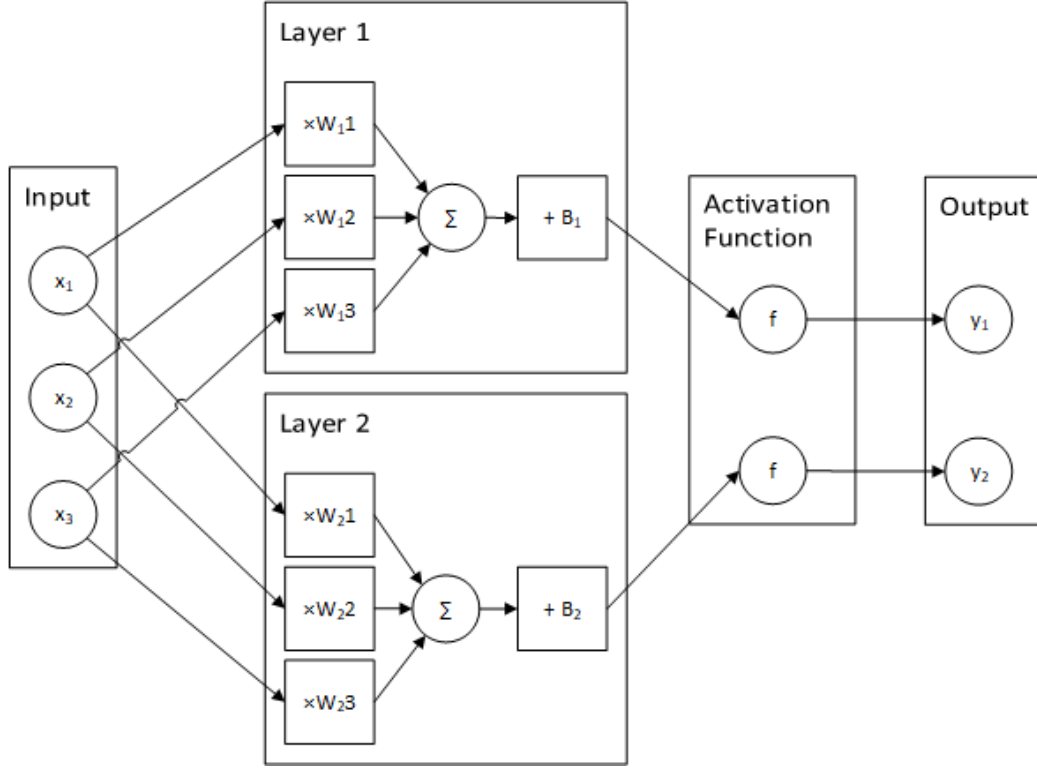 Input
x₁
x₂
x₃
Layer 1
×W₁1
×W₁2
×W₁3
Σ
+ B₁
Layer 2
×W₂1
×W₂2
×W₂3
Σ
+ B₂
Activation
Function
f
f
Output
y₁
y₂